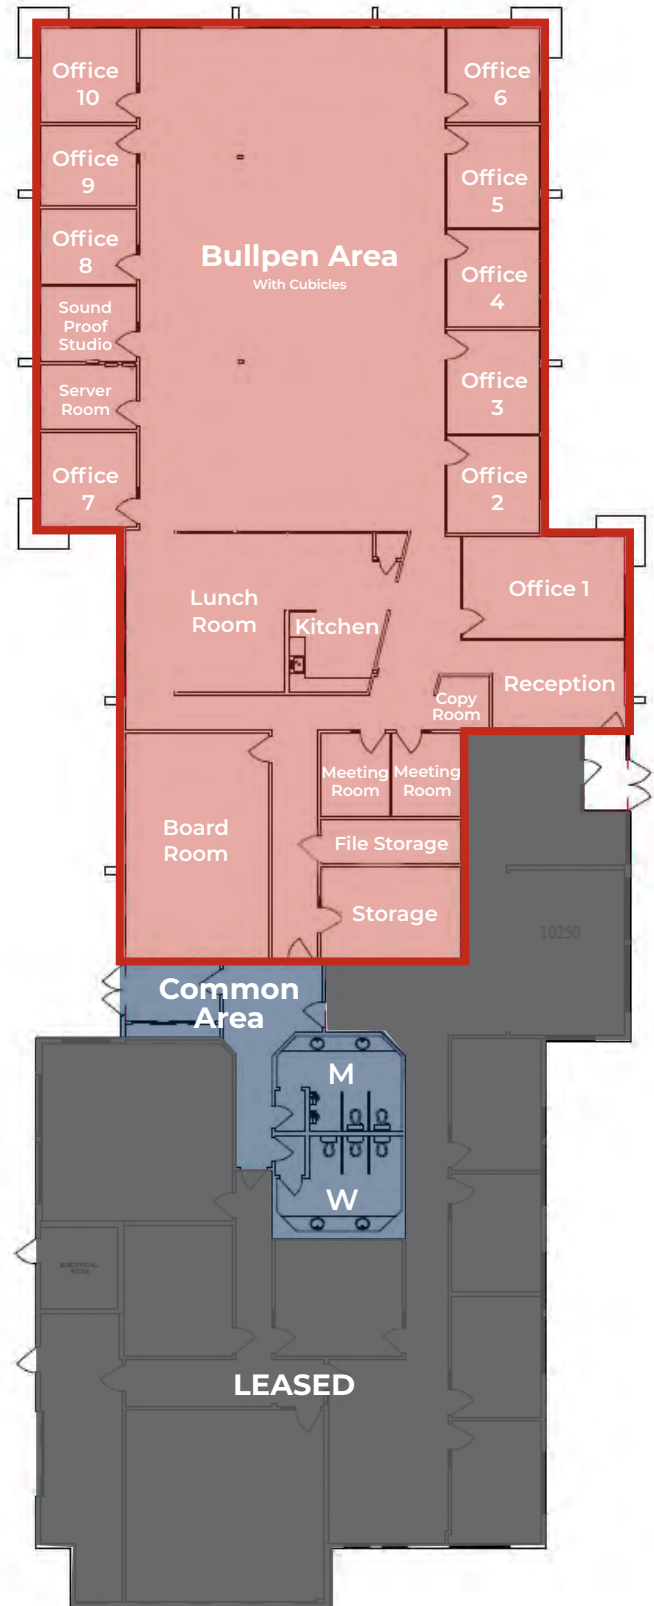 Office
10
Office
6
Office
9
Office
5
Office
8
Bullpen Area
With Cubicles
Office
4
Sound
Proof
Studio
Office
3
Server
Room
Office
7
Office
2
Lunch
Room
Kitchen
Office 1
Reception
Copy
Room
Meeting
Room
Meeting
Room
Board
Room
File Storage
Storage
10250
Common
Area
M
W
ELECTRICAL
ROOM
LEASED